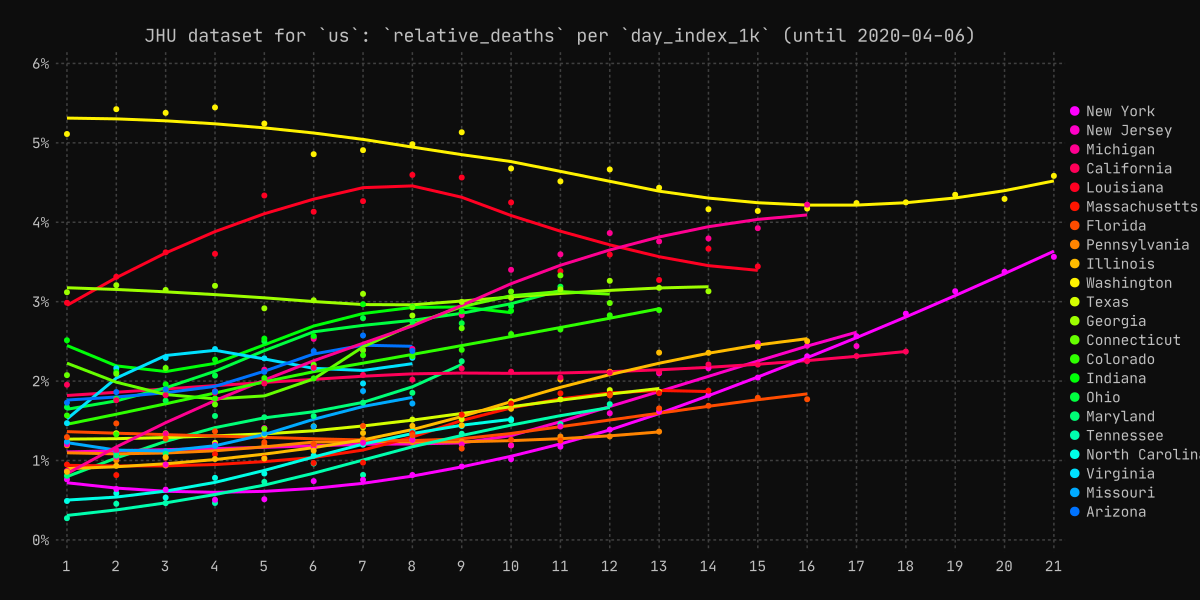 JHU dataset for `us`: `relative_deaths` per `day_index_1k` (until 2020-04-06)
6%
5%
4%
3%
2%
1%
0%
1 2 3 4 5 6 7 8 9 10 11 12 13 14 15 16 17 18 19 20 21
New York
New Jersey
Michigan
California
Louisiana
Massachusetts
Florida
Pennsylvania
Illinois
Washington
Texas
Georgia
Connecticut
Colorado
Indiana
Ohio
Maryland
Tennessee
North Carolina
Virginia
Missouri
Arizona